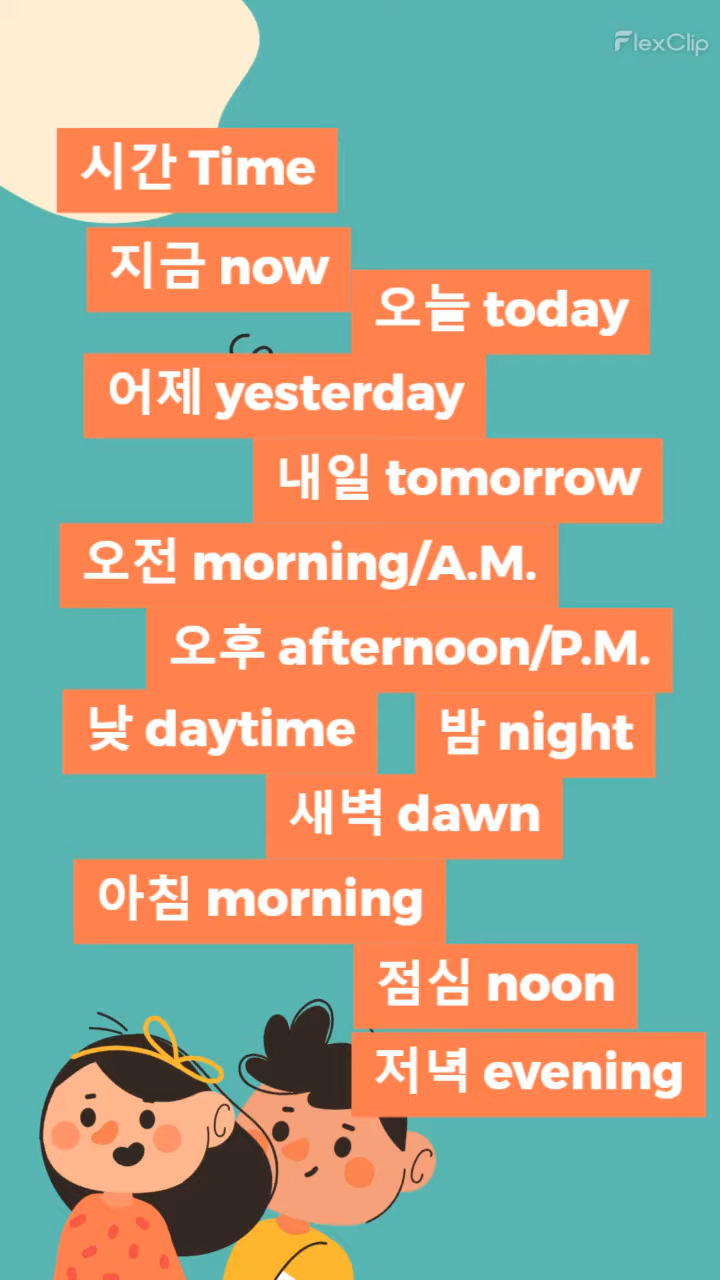 FlexClip
시간 Time
지금 now
오늘 today
어제 yesterday
내일 tomorrow
오전 morning/A.M.
오후 afternoon/P.M.
낮 daytime
밤 night
새벽 dawn
아침 morning
점심 noon
저녁 evening